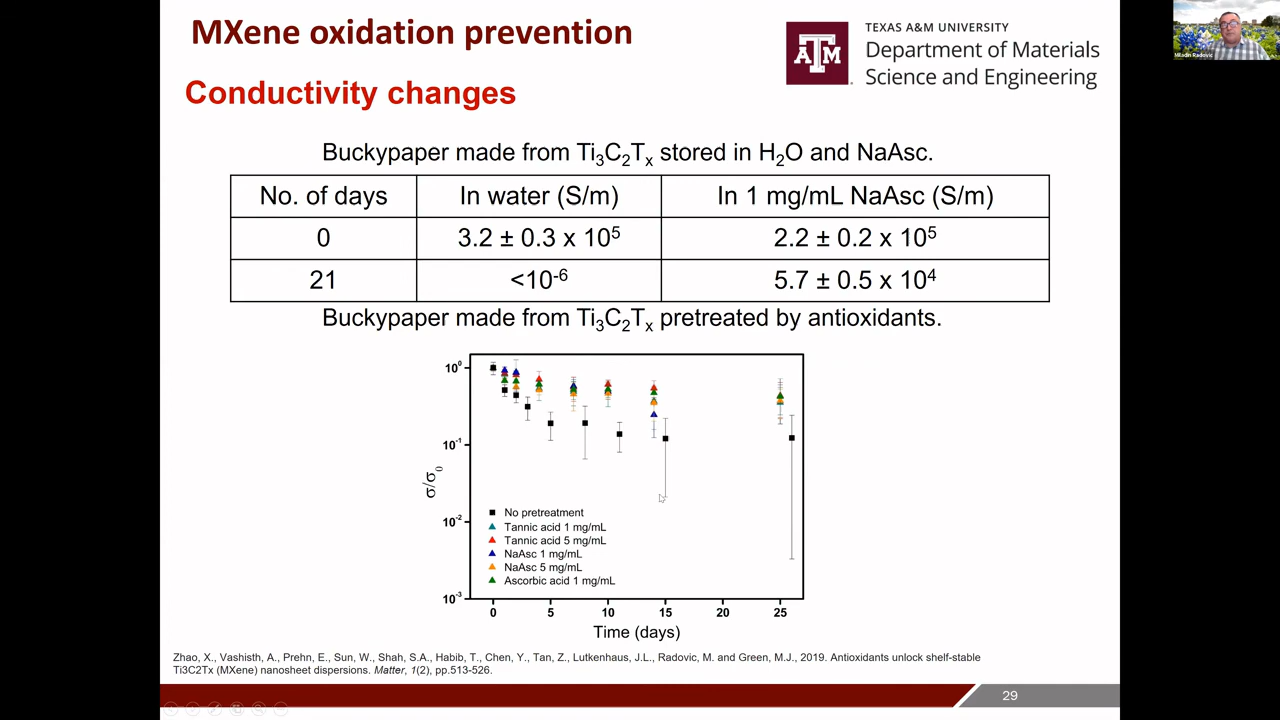 MXene oxidation prevention
Conductivity changes
ĀTM
TEXAS A&M UNIVERSITY
Department of Materials
Science and Engineering
Miladin Radovic
Buckypaper made from Ti₃C₂Tₓ stored in H₂O and NaAsc.
No. of days In water (S/m) In 1 mg/mL NaAsc (S/m)
0 3.2 ± 0.3 x 10⁵ 2.2 ± 0.2 x 10⁵
21 <10⁻⁶ 5.7 ± 0.5 x 10⁴
Buckypaper made from Ti₃C₂Tₓ pretreated by antioxidants.
10⁰
10⁻¹
10⁻²
10⁻³
σ/σ₀
No pretreatment
Tannic acid 1 mg/mL
Tannic acid 5 mg/mL
NaAsc 1 mg/mL
NaAsc 5 mg/mL
Ascorbic acid 1 mg/mL
0 5 10 15 20 25
Time (days)
Zhao, X., Vashisth, A., Prehn, E., Sun, W., Shah, S.A., Habib, T., Chen, Y., Tan, Z., Lutkenhaus, J.L., Radovic, M. and Green, M.J., 2019. Antioxidants unlock shelf-stable
Ti3C2Tx (MXene) nanosheet dispersions. Matter, 1(2), pp.513-526.
29